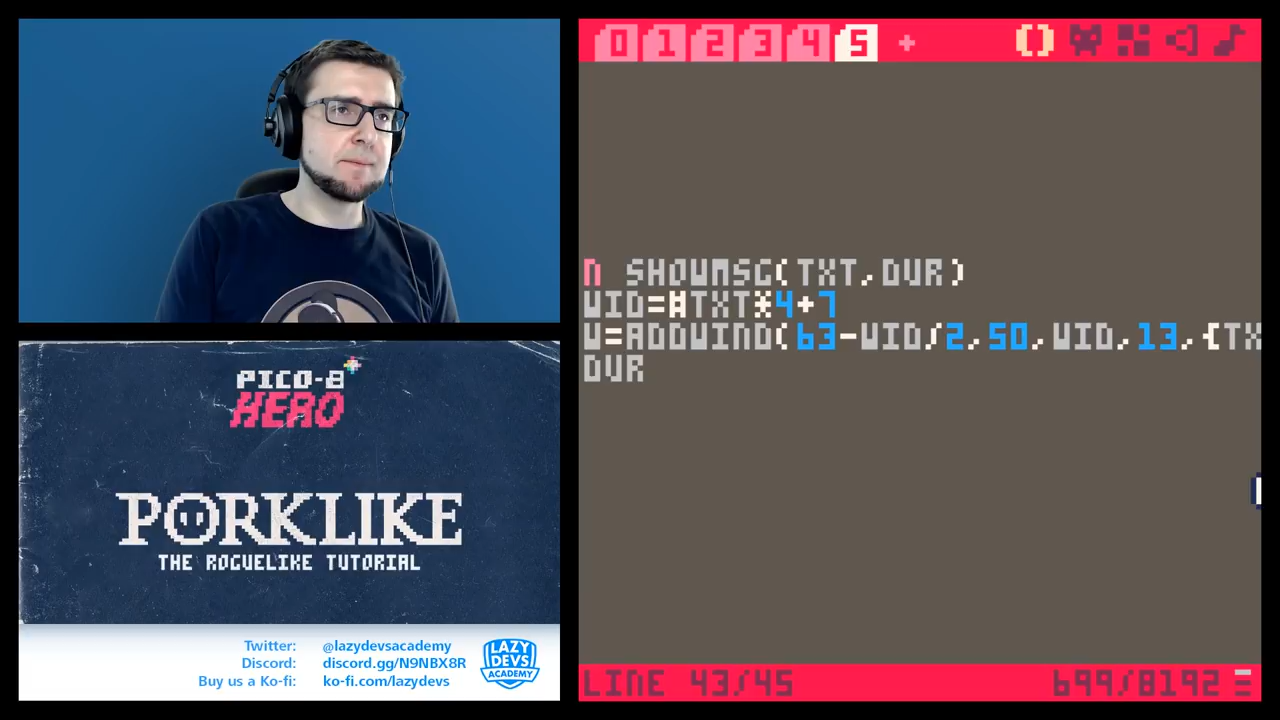 0 1 2 3 4 5 +
N SHOWMSG(TXT,DUR)
WID=#TXT*4+7
W=ADDWIND(63-WID/2,50,WID,13,{TX
DUR
LINE 43/45 699/8192
PICO-8
HERO
PORKLIKE
THE ROGUELIKE TUTORIAL
Twitter: @lazydevsacademy
Discord: discord.gg/N9NBX8R
Buy us a Ko-fi: ko-fi.com/lazydevs
LAZY
DEVS
ACADEMY